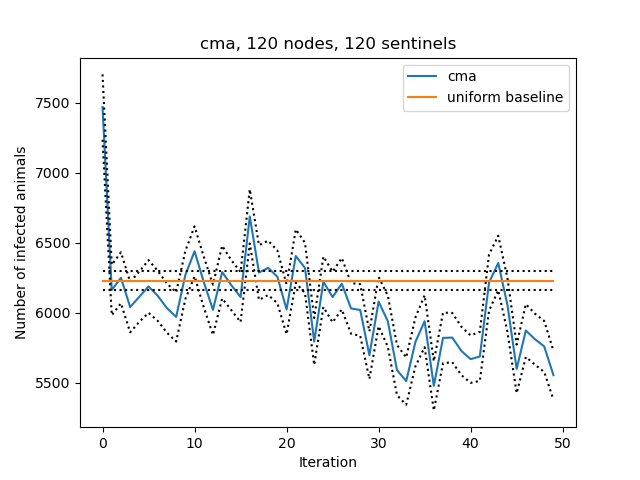 cma, 120 nodes, 120 sentinels
cma
uniform baseline
Number of infected animals
7500
7000
6500
6000
5500
0 10 20 30 40 50
Iteration